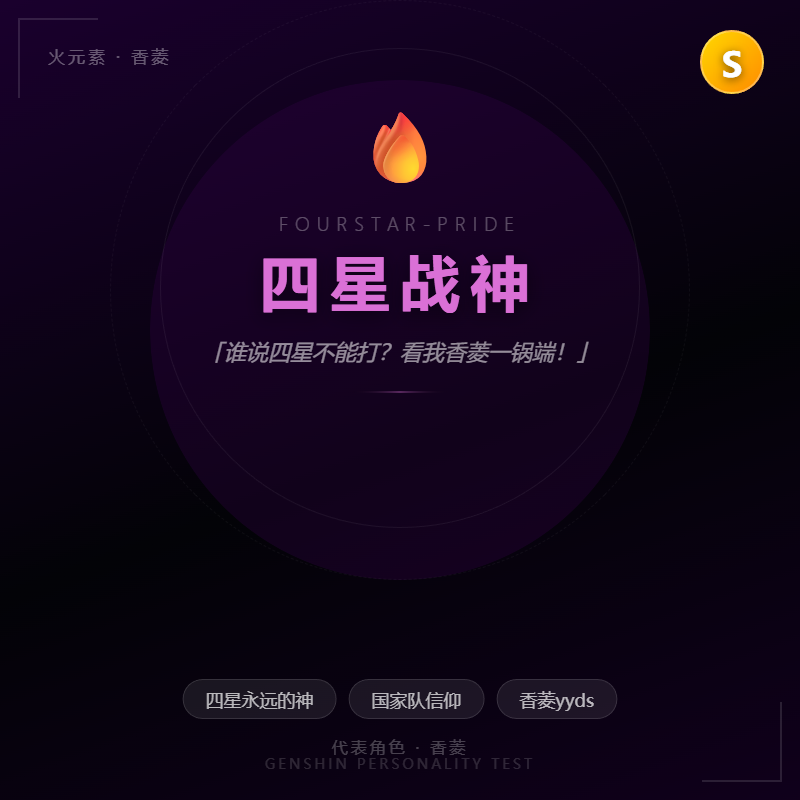 火元素 · 香菱
S
FOURSTAR-PRIDE
四星战神
「谁说四星不能打？看我香菱一锅端！」
四星永远的神 国家队信仰 香菱yyds
代表角色 · 香菱
GENSHIN PERSONALITY TEST